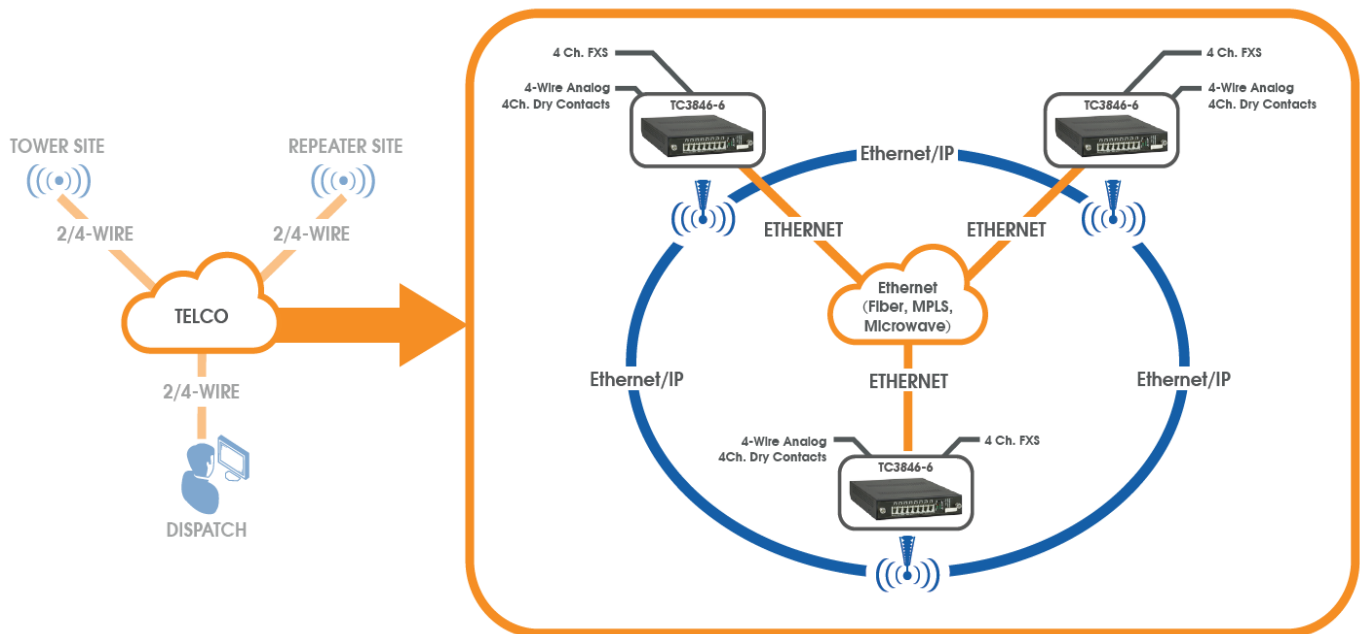 TOWER SITE
REPEATER SITE
2/4-WIRE
2/4-WIRE
TELCO
2/4-WIRE
DISPATCH
4 Ch. FXS
4-Wire Analog
4Ch. Dry Contacts
TC3846-6
4 Ch. FXS
4-Wire Analog
4Ch. Dry Contacts
TC3846-6
Ethernet/IP
ETHERNET
ETHERNET
Ethernet
(Fiber, MPLS,
Microwave)
Ethernet/IP
ETHERNET
Ethernet/IP
4-Wire Analog
4Ch. Dry Contacts
4 Ch. FXS
TC3846-6